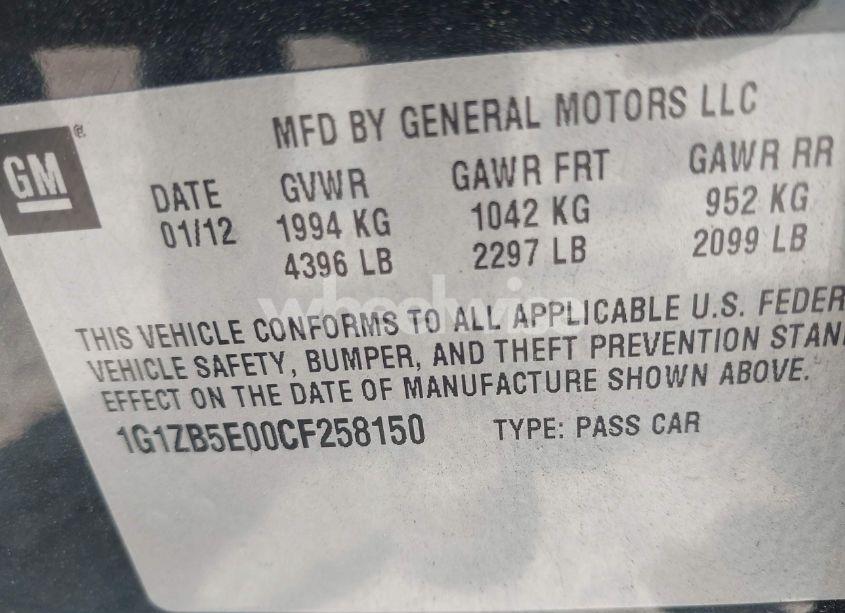 MFD BY GENERAL MOTORS LLC
GM ®
DATE GVWR GAWR FRT GAWR RR
01/12 1994 KG 1042 KG 952 KG
4396 LB 2297 LB 2099 LB
wheelwise
THIS VEHICLE CONFORMS TO ALL APPLICABLE U.S. FEDER
VEHICLE SAFETY, BUMPER, AND THEFT PREVENTION STAN
EFFECT ON THE DATE OF MANUFACTURE SHOWN ABOVE.
1G1ZB5E00CF258150 TYPE: PASS CAR